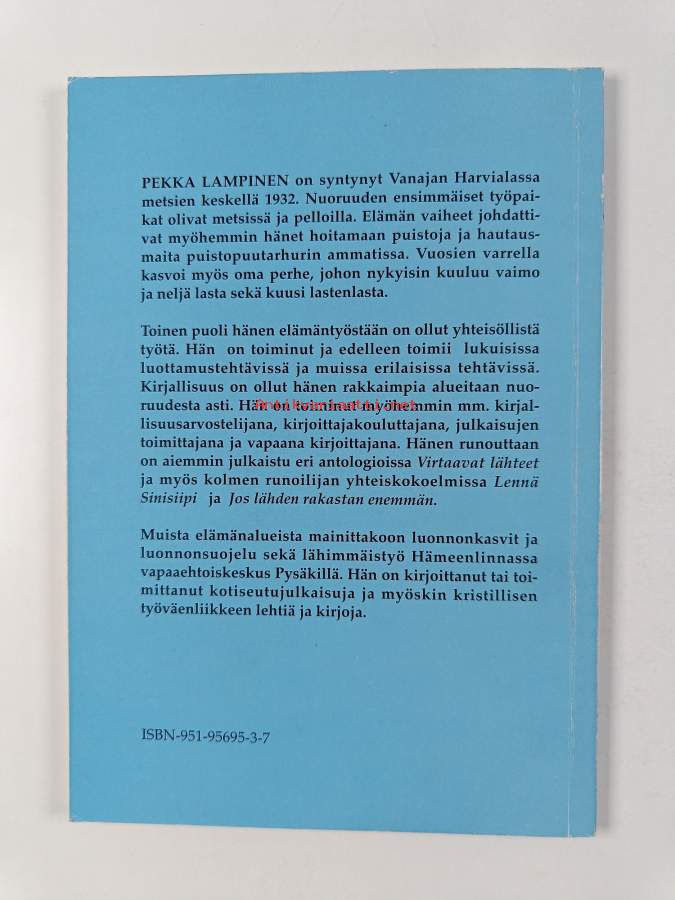 PEKKA LAMPINEN on syntynyt Vanajan Harvialassa
metsien keskellä 1932. Nuoruuden ensimmäiset työpai-
kat olivat metsissä ja pelloilla. Elämän vaiheet johdatti-
vat myöhemmin hänet hoitamaan puistoja ja hautaus-
maita puistopuutarhurin ammatissa. Vuosien varrella
kasvoi myös oma perhe, johon nykyisin kuuluu vaimo
ja neljä lasta sekä kuusi lastenlasta.
Toinen puoli hänen elämäntyöstään on ollut yhteisöllistä
työtä. Hän on toiminut ja edelleen toimii lukuisissa
luottamustehtävissä ja muissa erilaisissa tehtävissä.
Kirjallisuus on ollut hänen rakkaimpia alueitaan nuo-
ruudesta asti. Hän on toiminut myöhemmin mm. kirjal-
Antikvariaatti.net
lisuusarvostelijana, kirjoittajakouluttajana, julkaisujen
toimittajana ja vapaana kirjoittajana. Hänen runouttaan
on aiemmin julkaistu eri antologioissa Virtaavat lähteet
ja myös kolmen runoilijan yhteiskokoelmissa Lennä
Sinisiipi ja Jos lähden rakastan enemmän.
Muista elämänalueista mainittakoon luonnonkasvit ja
luonnonsuojelu sekä lähimmäistyö Hämeenlinnassa
vapaaehtoiskeskus Pysäkillä. Hän on kirjoittanut tai toi-
mittanut kotiseutujulkaisuja ja myöskin kristillisen
työväenliikkeen lehtiä ja kirjoja.
ISBN-951-95695-3-7